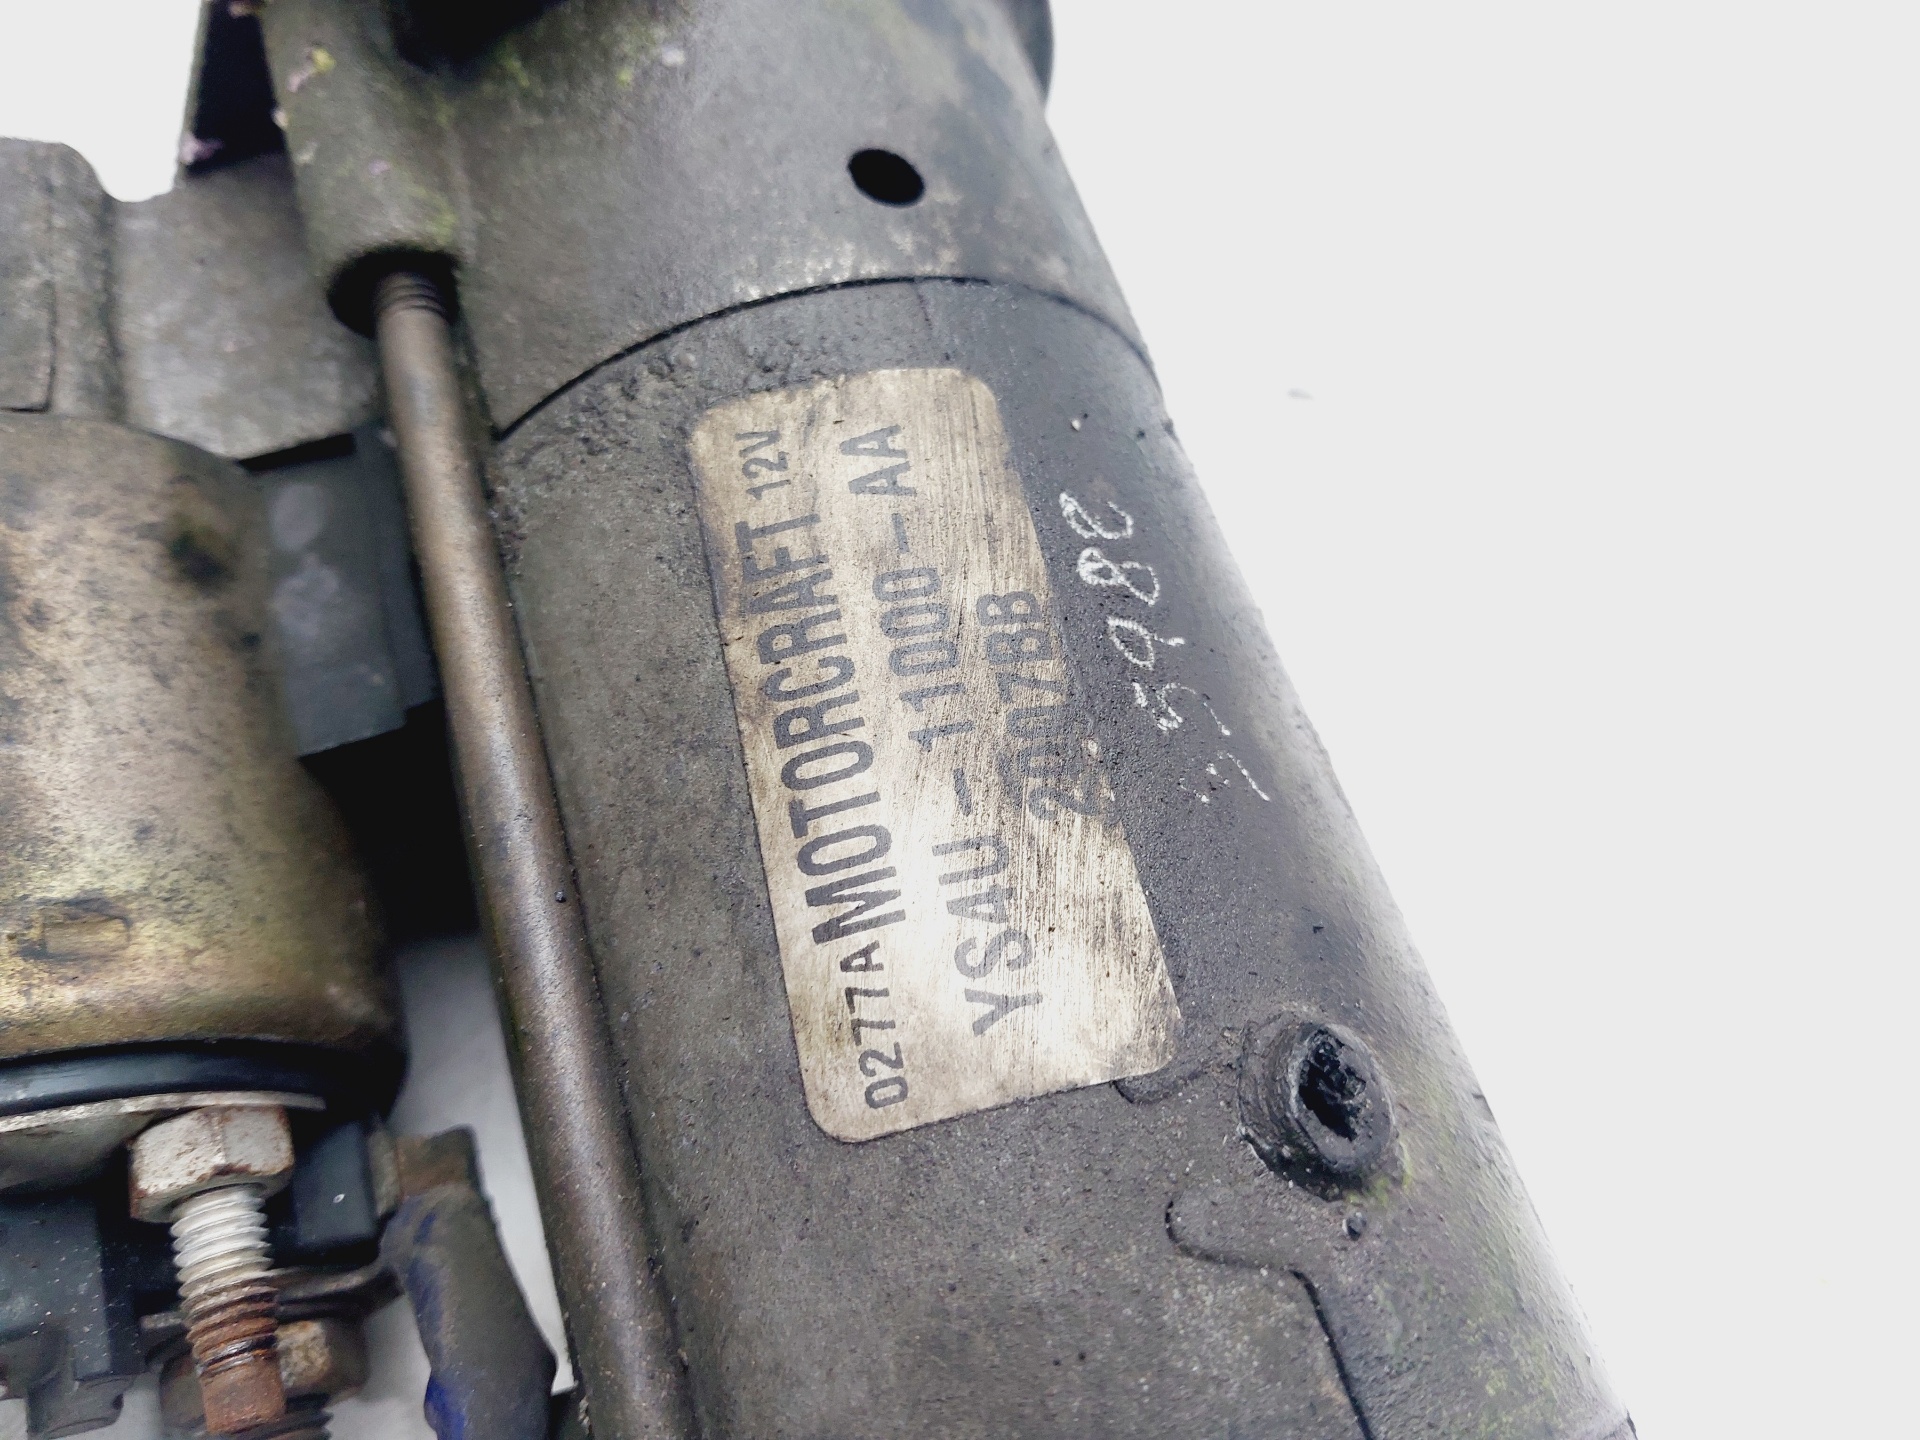 0277A MOTORCRAFT 12V
YS4U-11000-AA
2007BB